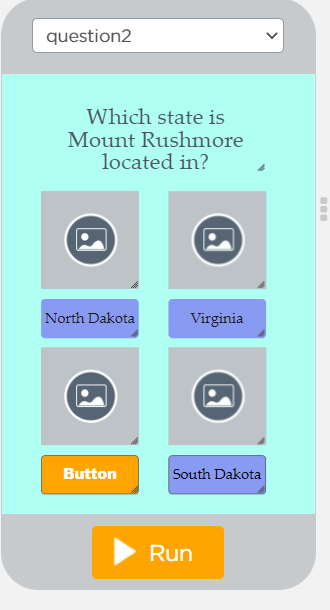 question2
Which state is
Mount Rushmore
located in?
North Dakota
Virginia
Button
South Dakota
Run